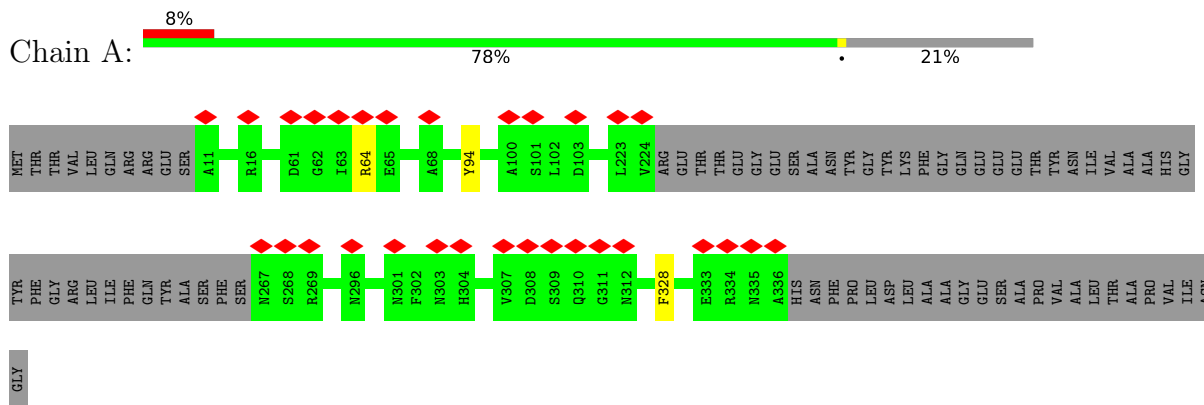 8%
Chain A:
78% • 21%
MET THR THR VAL LEU GLN ARG ARG GLU SER A11 R16 D61 G62 I63 R64 E65 A68 Y94 A100 S101 L102 D103 L223 V224 ARG GLU THR THR GLU GLY GLU SER ALA ASN TYR GLY TYR LYS PHE GLY GLN GLU GLU GLU THR TYR ASN ILE VAL ALA ALA HIS GLY
TYR PHE GLY ARG LEU ILE PHE GLN TYR ALA SER PHE SER N267 S268 R269 N296 N301 F302 N303 H304 V307 D308 S309 Q310 G311 N312 F328 E333 R334 N335 A336 HIS ASN PHE PRO LEU ASP LEU ALA ALA GLY GLU SER ALA PRO VAL ALA LEU THR ALA PRO VAL ILE ASN
GLY